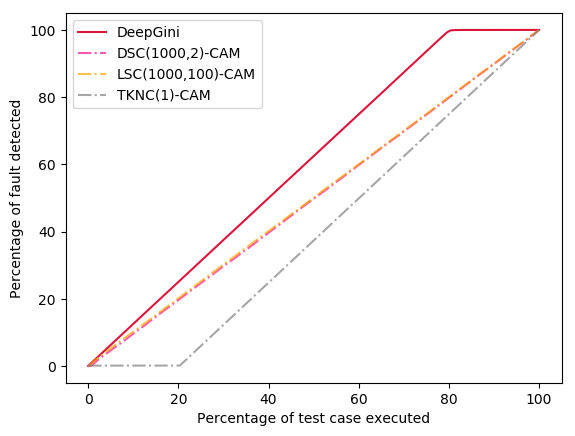 DeepGini
DSC(1000,2)-CAM
LSC(1000,100)-CAM
TKNC(1)-CAM
Percentage of fault detected
100
80
60
40
20
0
0 20 40 60 80 100
Percentage of test case executed